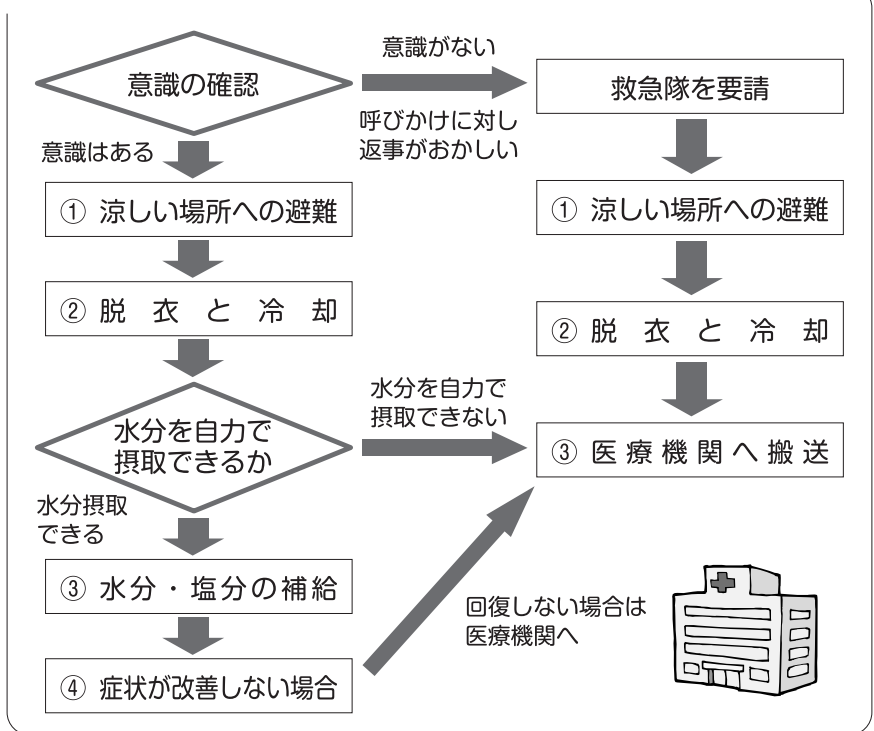 意識の確認
意識がない
呼びかけに対し
返事がおかしい
救急隊を要請
意識はある
① 涼しい場所への避難
② 脱衣と冷却
水分を自力で
摂取できるか
水分を自力で
摂取できない
水分摂取
できる
③ 水分・塩分の補給
④ 症状が改善しない場合
回復しない場合は
医療機関へ
① 涼しい場所への避難
② 脱衣と冷却
③ 医療機関へ搬送